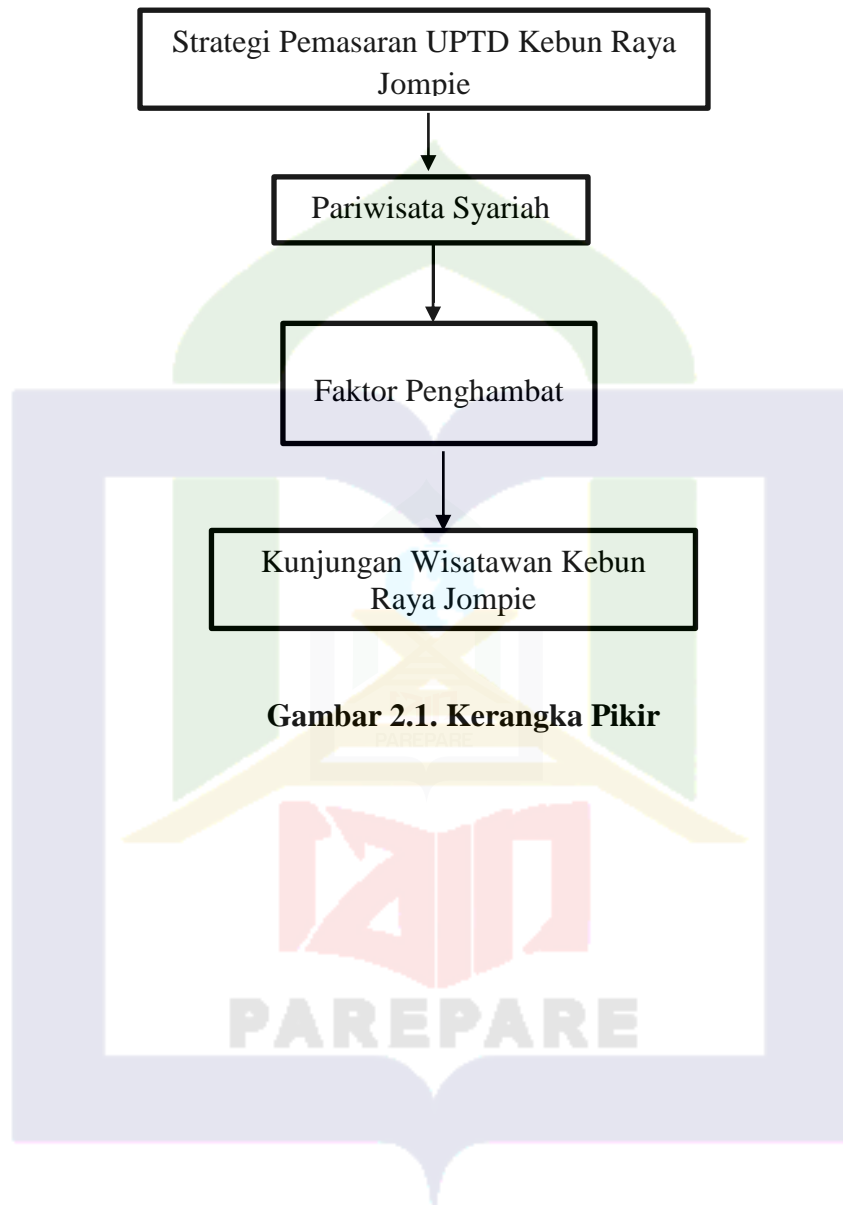 Strategi Pemasaran UPTD Kebun Raya
Jompie
Pariwisata Syariah
Faktor Penghambat
Kunjungan Wisatawan Kebun
Raya Jompie
Gambar 2.1. Kerangka Pikir
PAREPARE
iain
PAREPARE